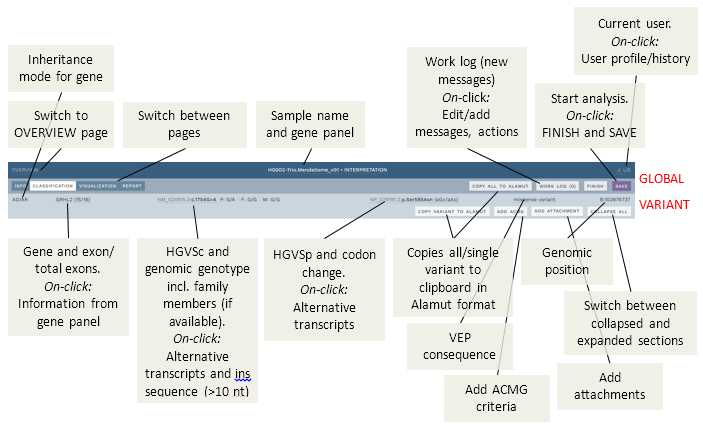 Current user.
On-click:
User profile/history
Work log (new
messages)
On-click:
Edit/add
messages, actions
Inheritance
mode for gene
Start analysis.
On-click:
FINISH and SAVE
Switch to
OVERVIEW page
Switch between
pages
Sample name
and gene panel
OVERVIEW
HG002-Trio.Mendeliome_v01 • INTERPRETATION
J. LIE
GLOBAL
INFO CLASSIFICATION VISUALIZATION REPORT
COPY ALL TO ALAMUT WORK LOG (0) FINISH SAVE
VARIANT
AD/AR GRHL2 (15/16) NM_024915.3:c.1754G>A P: G/A F: G/G M: G/G NP_079191.2:p.Ser585Asn (aGc/aAc) missense variant 8:102678737
COPY VARIANT TO ALAMUT ADD ACMG ADD ATTACHMENT COLLAPSE ALL
Gene and exon/
total exons.
On-click:
Information from
gene panel
HGVSc and
genomic genotype
incl. family
members (if
available).
On-click:
Alternative
transcripts and ins
sequence (>10 nt)
HGVSp and codon
change.
On-click:
Alternative
transcripts
Copies all/single
variant to
clipboard in
Alamut format
Genomic
position
Switch between
collapsed and
expanded sections
VEP
consequence
Add
attachments
Add ACMG
criteria